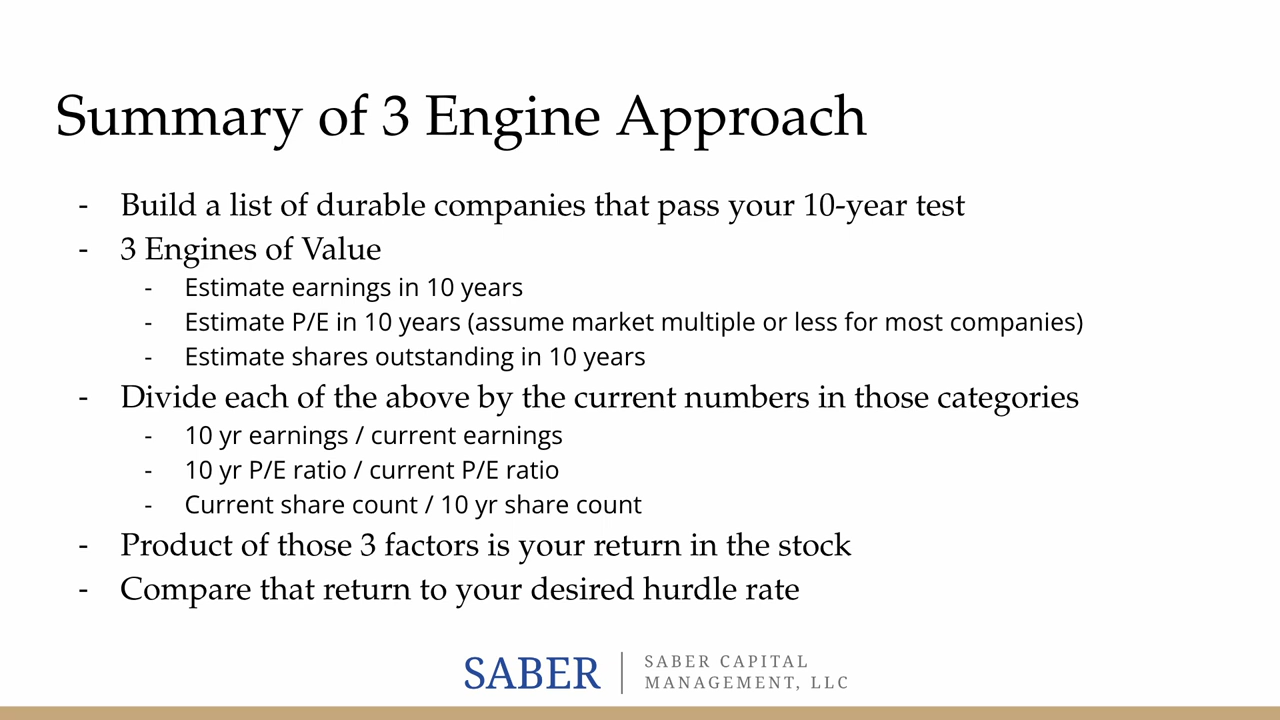 Summary of 3 Engine Approach
- Build a list of durable companies that pass your 10-year test
- 3 Engines of Value
- Estimate earnings in 10 years
- Estimate P/E in 10 years (assume market multiple or less for most companies)
- Estimate shares outstanding in 10 years
- Divide each of the above by the current numbers in those categories
- 10 yr earnings / current earnings
- 10 yr P/E ratio / current P/E ratio
- Current share count / 10 yr share count
- Product of those 3 factors is your return in the stock
- Compare that return to your desired hurdle rate
SABER
SABER CAPITAL
MANAGEMENT, LLC